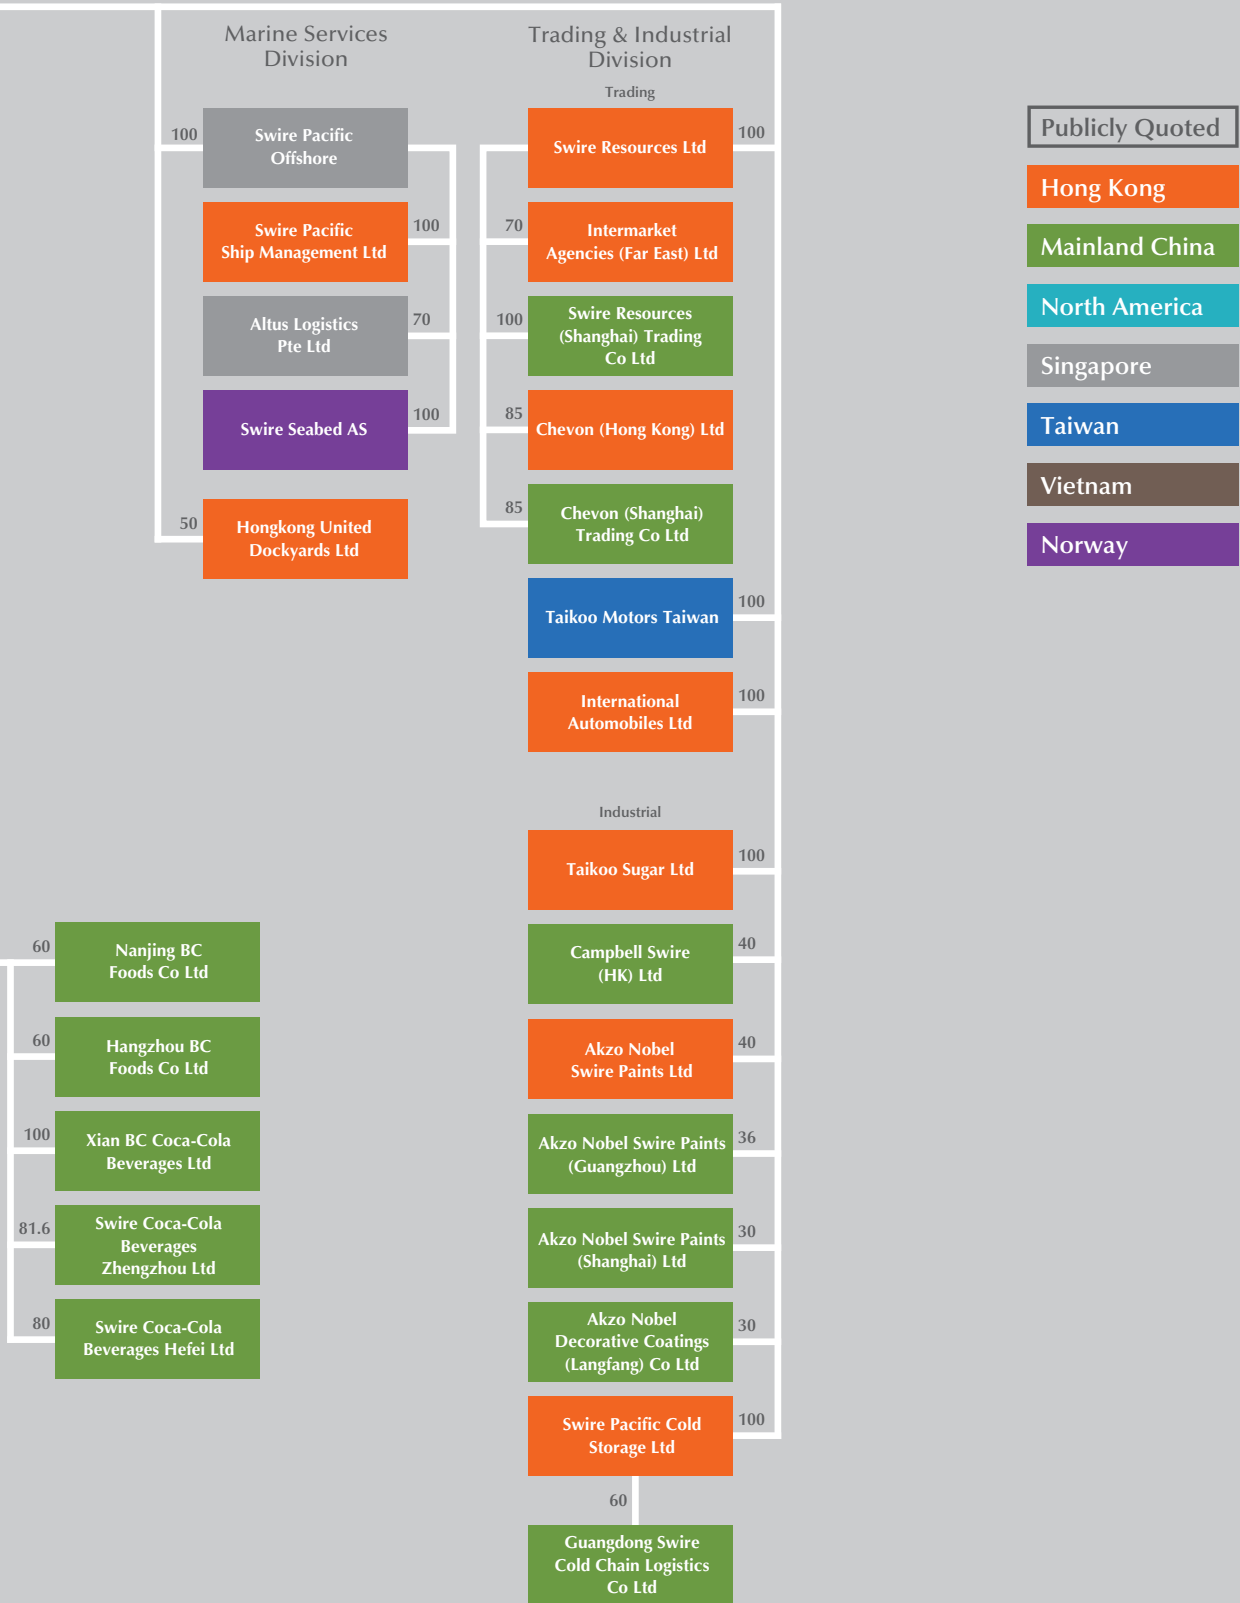 Marine Services
Division
100
Swire Pacific
Offshore
Swire Pacific
Ship Management Ltd
100
Altus Logistics
Pte Ltd
70
Swire Seabed AS
100
50
Hongkong United
Dockyards Ltd
Trading & Industrial
Division
Trading
Swire Resources Ltd
100
70
Intermarket
Agencies (Far East) Ltd
100
Swire Resources
(Shanghai) Trading
Co Ltd
85
Chevon (Hong Kong) Ltd
85
Chevon (Shanghai)
Trading Co Ltd
Taikoo Motors Taiwan
100
International
Automobiles Ltd
100
Industrial
Taikoo Sugar Ltd
100
Campbell Swire
(HK) Ltd
40
Akzo Nobel
Swire Paints Ltd
40
Akzo Nobel Swire Paints
(Guangzhou) Ltd
36
Akzo Nobel Swire Paints
(Shanghai) Ltd
30
Akzo Nobel
Decorative Coatings
(Langfang) Co Ltd
30
Swire Pacific Cold
Storage Ltd
100
60
Guangdong Swire
Cold Chain Logistics
Co Ltd
60
Nanjing BC
Foods Co Ltd
60
Hangzhou BC
Foods Co Ltd
100
Xian BC Coca-Cola
Beverages Ltd
81.6
Swire Coca-Cola
Beverages
Zhengzhou Ltd
80
Swire Coca-Cola
Beverages Hefei Ltd
Publicly Quoted
Hong Kong
Mainland China
North America
Singapore
Taiwan
Vietnam
Norway